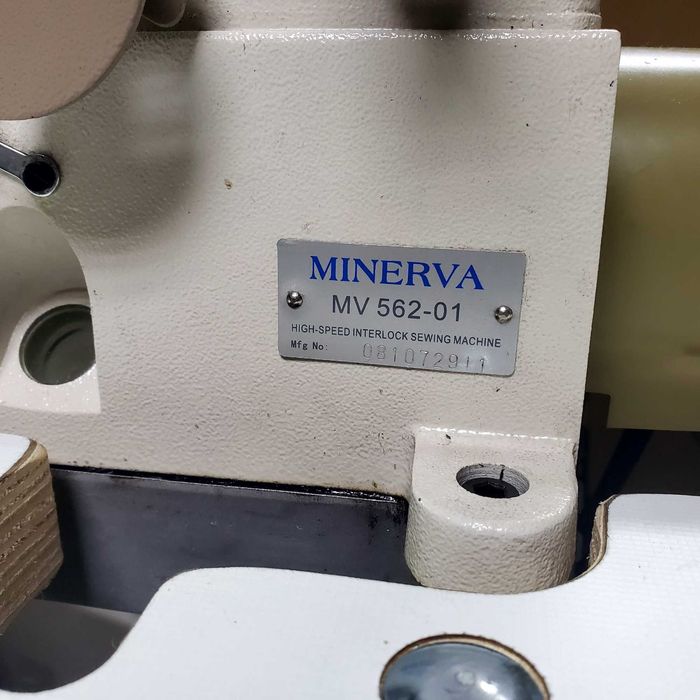 MINERVA
MV 562-01
HIGH-SPEED INTERLOCK SEWING MACHINE
Mfg No: 081072911